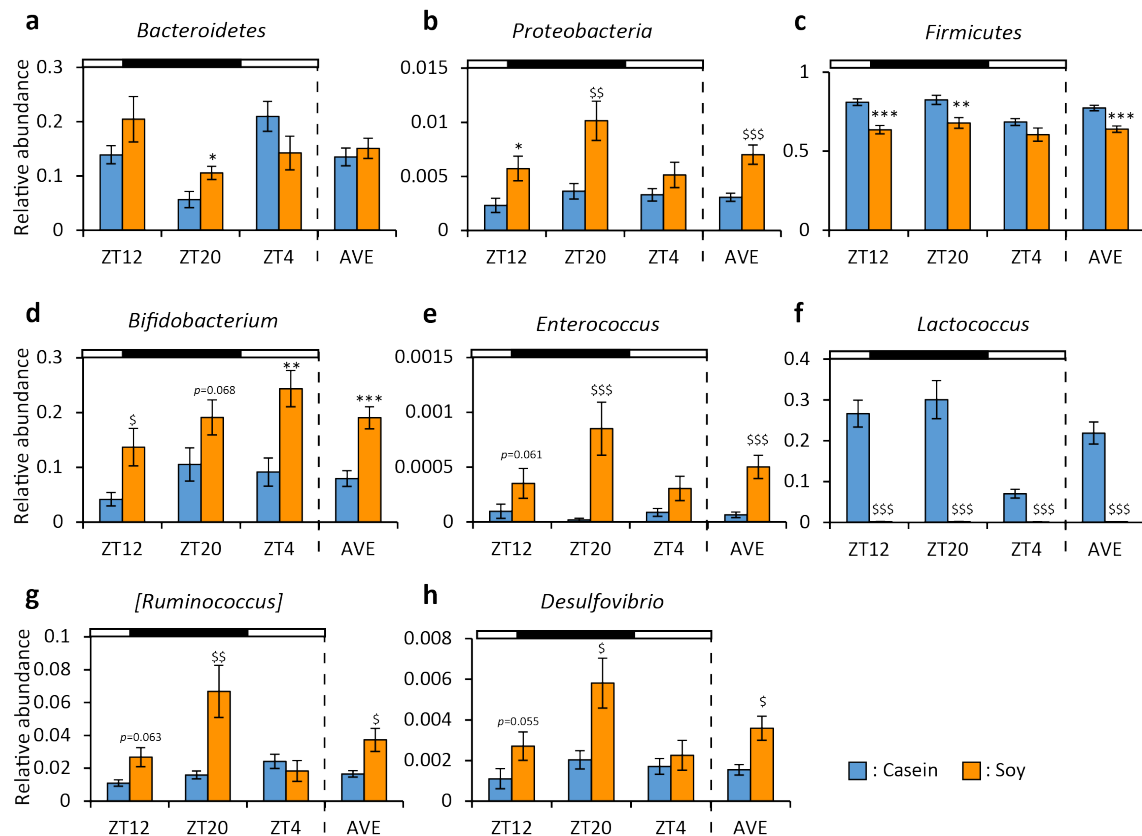 a
Bacteroidetes
Relative abundance
0.3
0.2
0.1
0
*
ZT12 ZT20 ZT4 AVE
b
Proteobacteria
0.015
0.01
0.005
0
* $$ $$$
ZT12 ZT20 ZT4 AVE
c
Firmicutes
1
0.5
0
*** ** ***
ZT12 ZT20 ZT4 AVE
d
Bifidobacterium
Relative abundance
0.3
0.2
0.1
0
$ p=0.068 ** ***
ZT12 ZT20 ZT4 AVE
e
Enterococcus
0.0015
0.001
0.0005
0
p=0.061 $$$ $$$
ZT12 ZT20 ZT4 AVE
f
Lactococcus
0.4
0.3
0.2
0.1
0
$$$ $$$ $$$ $$$
ZT12 ZT20 ZT4 AVE
g
[Ruminococcus]
Relative abundance
0.1
0.08
0.06
0.04
0.02
0
p=0.063 $$ $
ZT12 ZT20 ZT4 AVE
h
Desulfovibrio
0.008
0.006
0.004
0.002
0
p=0.055 $ $
ZT12 ZT20 ZT4 AVE
: Casein : Soy